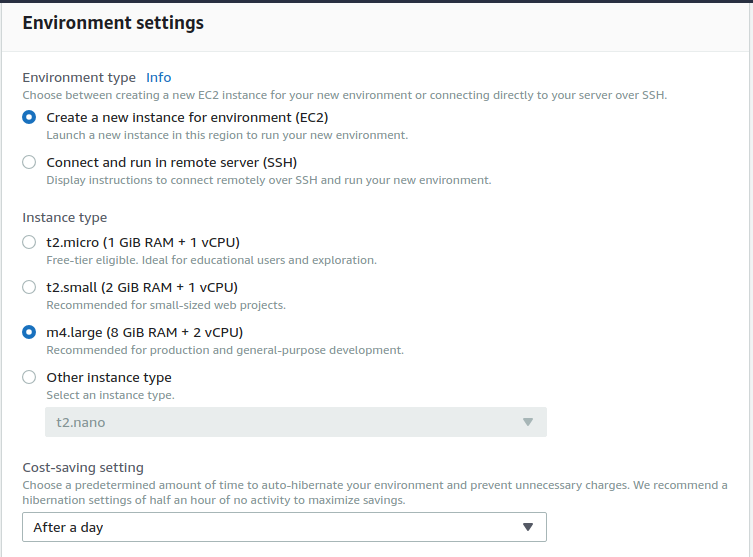 Environment settings
Environment type Info
Choose between creating a new EC2 instance for your new environment or connecting directly to your server over SSH.
Create a new instance for environment (EC2)
Launch a new instance in this region to run your new environment.
Connect and run in remote server (SSH)
Display instructions to connect remotely over SSH and run your new environment.
Instance type
t2.micro (1 GiB RAM + 1 vCPU)
Free-tier eligible. Ideal for educational users and exploration.
t2.small (2 GiB RAM + 1 vCPU)
Recommended for small-sized web projects.
m4.large (8 GiB RAM + 2 vCPU)
Recommended for production and general-purpose development.
Other instance type
Select an instance type.
t2.nano
Cost-saving setting
Choose a predetermined amount of time to auto-hibernate your environment and prevent unnecessary charges. We recommend a
hibernation settings of half an hour of no activity to maximize savings.
After a day